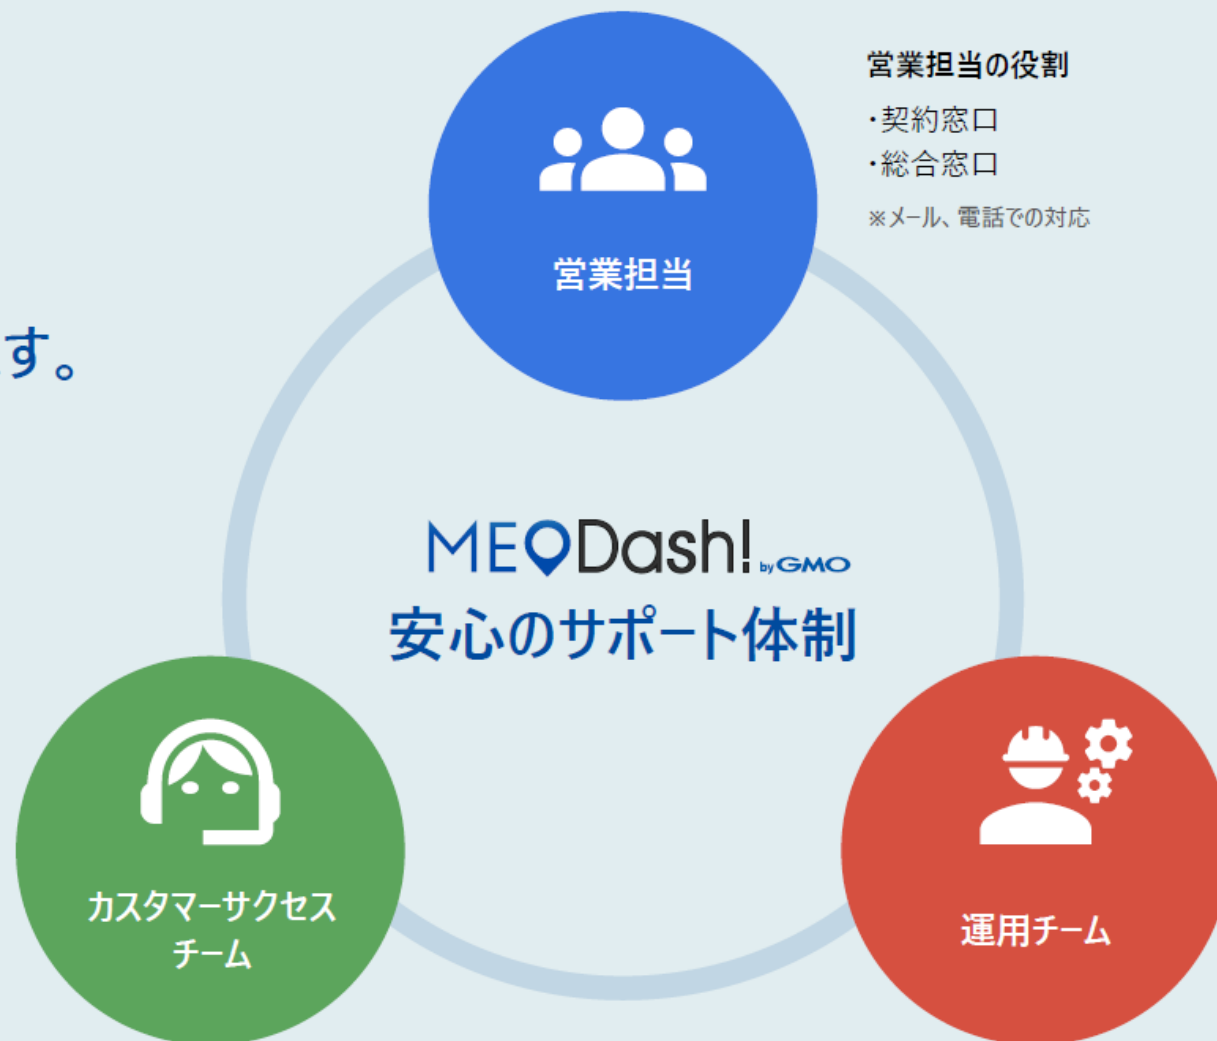 営業担当の役割
・契約窓口
・総合窓口
※メール、電話での対応
営業担当
す。
MEODash! by GMO
安心のサポート体制
カスタマーサクセス
チーム
運用チーム